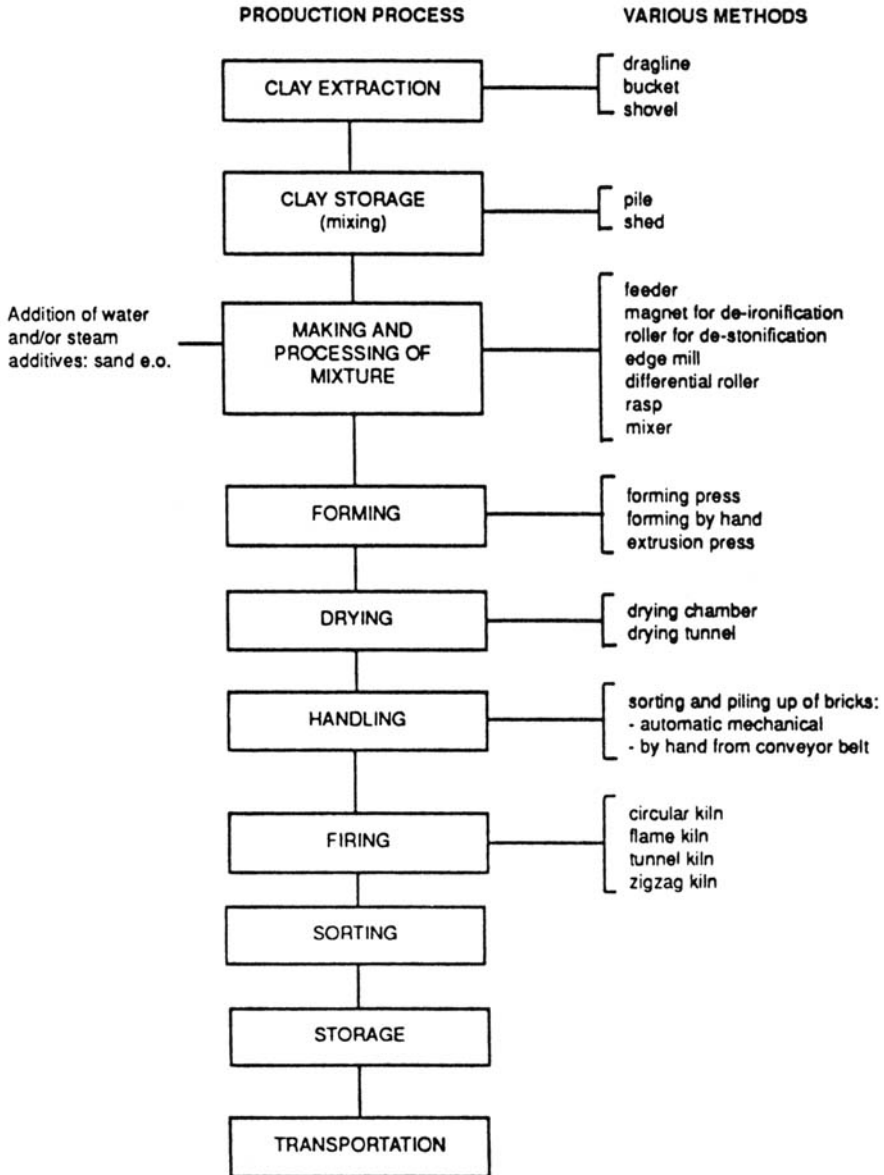 PRODUCTION PROCESS
VARIOUS METHODS
CLAY EXTRACTION
dragline
bucket
shovel
CLAY STORAGE
(mixing)
pile
shed
Addition of water
and/or steam
additives: sand e.o.
MAKING AND
PROCESSING OF
MIXTURE
feeder
magnet for de-ironification
roller for de-stonification
edge mill
differential roller
rasp
mixer
FORMING
forming press
forming by hand
extrusion press
DRYING
drying chamber
drying tunnel
HANDLING
sorting and piling up of bricks:
- automatic mechanical
- by hand from conveyor belt
FIRING
circular kiln
flame kiln
tunnel kiln
zigzag kiln
SORTING
STORAGE
TRANSPORTATION